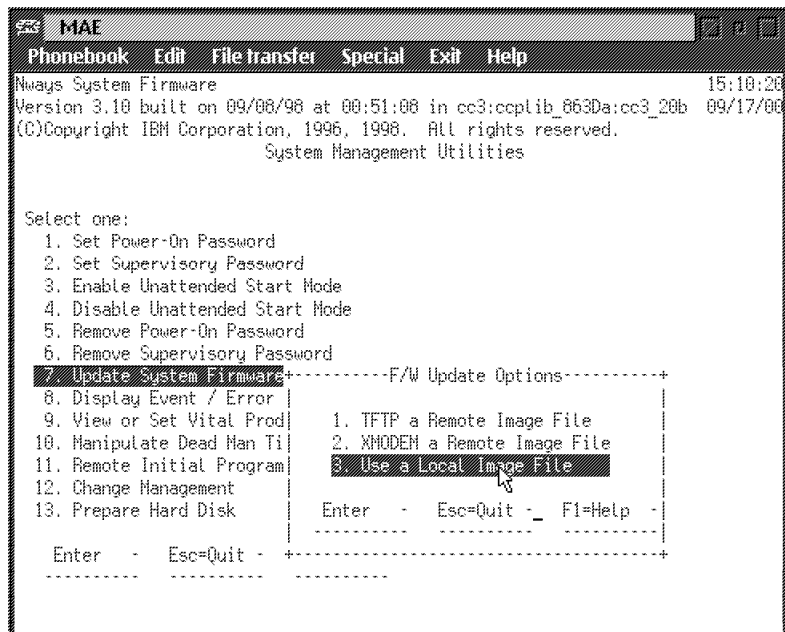 MAE
Phonebook Edit File transfer Special Exit Help
Nways System Firmware 15:10:20
Version 3.10 built on 09/08/98 at 00:51:08 in cc3:ccplib_863Da:cc3_20b 09/17/00
(C)Copyright IBM Corporation, 1996, 1998. All rights reserved.
System Management Utilities
Select one:
1. Set Power-On Password
2. Set Supervisory Password
3. Enable Unattended Start Mode
4. Disable Unattended Start Mode
5. Remove Power-On Password
6. Remove Supervisory Password
7. Update System Firmware+----------F/W Update Options----------+
8. Display Event / Error |
9. View or Set Vital Prod| 1. TFTP a Remote Image File |
10. Manipulate Dead Man Ti| 2. XMODEM a Remote Image File |
11. Remote Initial Program| 3. Use a Local Image File |
12. Change Management | |
13. Prepare Hard Disk | Enter - Esc=Quit -_ F1=Help -|
| ---------- ---------- ----------|
Enter - Esc=Quit - +---------------------------------------+
---------- ---------- ----------